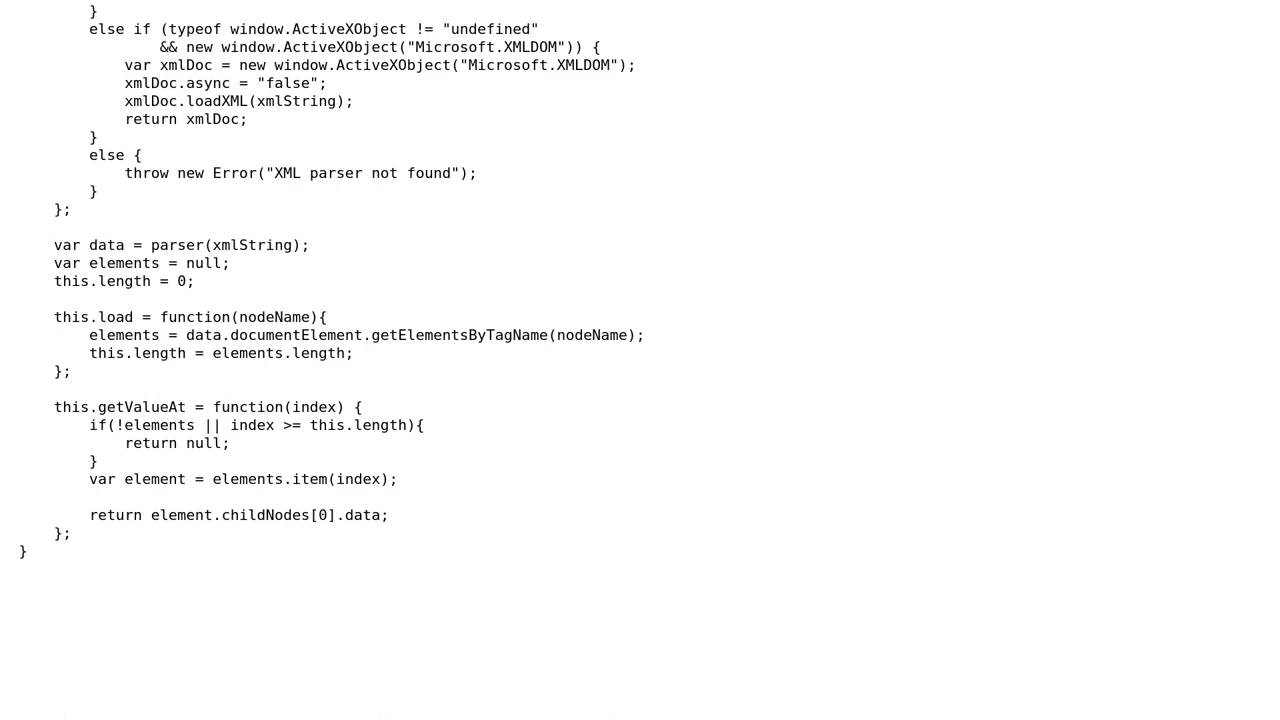 }
        else if (typeof window.ActiveXObject != "undefined"
                && new window.ActiveXObject("Microsoft.XMLDOM")) {
            var xmlDoc = new window.ActiveXObject("Microsoft.XMLDOM");
            xmlDoc.async = "false";
            xmlDoc.loadXML(xmlString);
            return xmlDoc;
        }
        else {
            throw new Error("XML parser not found");
        }
    };

    var data = parser(xmlString);
    var elements = null;
    this.length = 0;

    this.load = function(nodeName){
        elements = data.documentElement.getElementsByTagName(nodeName);
        this.length = elements.length;
    };

    this.getValueAt = function(index) {
        if(!elements || index >= this.length){
            return null;
        }
        var element = elements.item(index);

        return element.childNodes[0].data;
    };
}